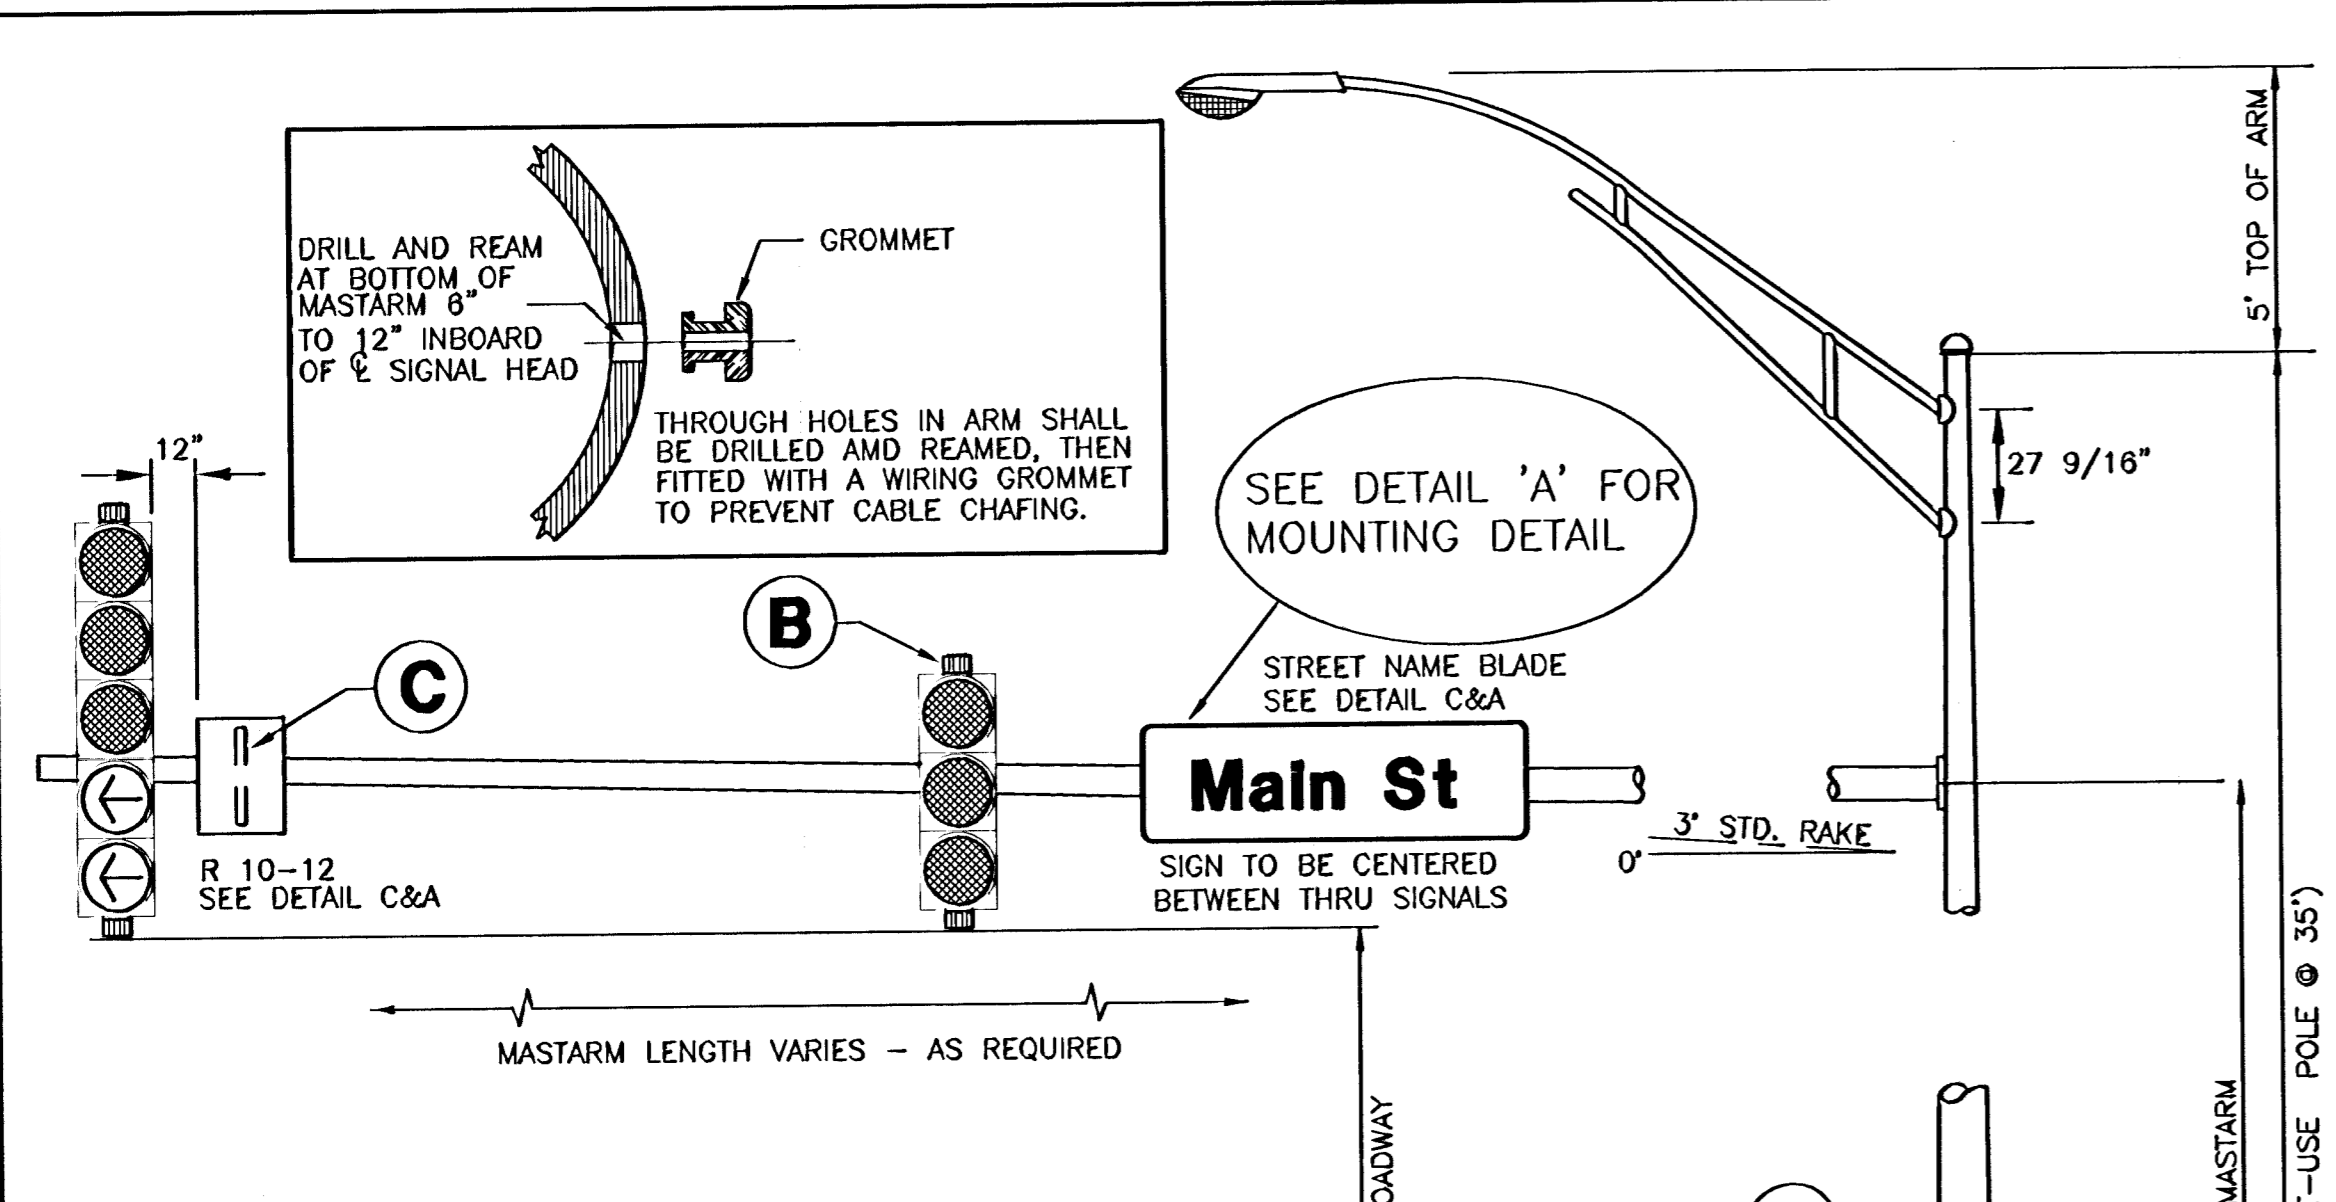 5' TOP OF ARM
DRILL AND REAM
AT BOTTOM OF
MASTARM 6"
TO 12" INBOARD
OF ℄ SIGNAL HEAD
GROMMET
THROUGH HOLES IN ARM SHALL
BE DRILLED AMD REAMED, THEN
FITTED WITH A WIRING GROMMET
TO PREVENT CABLE CHAFING.
12"
SEE DETAIL 'A' FOR
MOUNTING DETAIL
27 9/16"
B
C
STREET NAME BLADE
SEE DETAIL C&A
Main St
3° STD. RAKE
0°
SIGN TO BE CENTERED
BETWEEN THRU SIGNALS
R 10-12
SEE DETAIL C&A
MASTARM LENGTH VARIES - AS REQUIRED
OADWAY
MASTARM
-USE POLE @ 35')